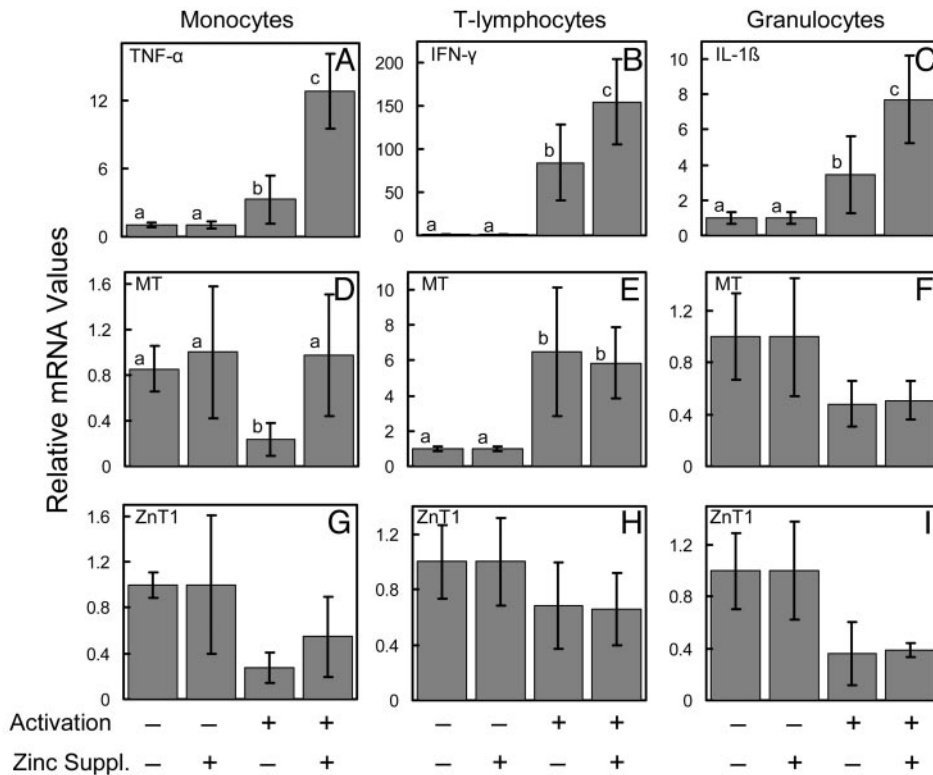 Monocytes T-lymphocytes Granulocytes
Relative mRNA Values
TNF-α A
12
6
0
a a b c
IFN-γ B
200
150
100
50
0
a a b c
IL-1ß C
10
8
6
4
2
0
a a b c
MT D
1.6
1.2
0.8
0.4
0
a a b a
MT E
10
8
6
4
2
0
a a b b
MT F
1.2
0.8
0.4
0
ZnT1 G
1.6
1.2
0.8
0.4
0
ZnT1 H
1.2
0.8
0.4
0
ZnT1 I
1.2
0.8
0.4
0
Activation – – + + – – + + – – + +
Zinc Suppl. – + – + – + – + – + – +